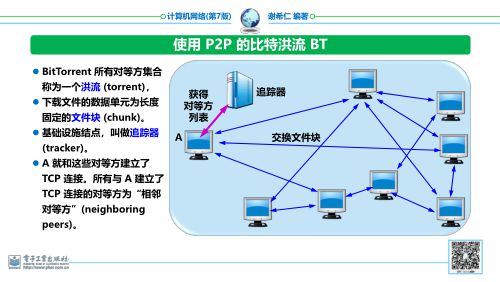 计算机网络(第7版) 谢希仁 编著
使用 P2P 的比特洪流 BT
BitTorrent 所有对等方集合
称为一个洪流 (torrent),
下载文件的数据单元为长度
固定的文件块 (chunk)。
基础设施结点，叫做追踪器
(tracker)。
A 就和这些对等方建立了
TCP 连接。所有与 A 建立了
TCP 连接的对等方为“相邻
对等方”(neighboring
peers)。
获得
对等方
列表
追踪器
A
交换文件块
电子工业出版社
http://www.phei.com.cn